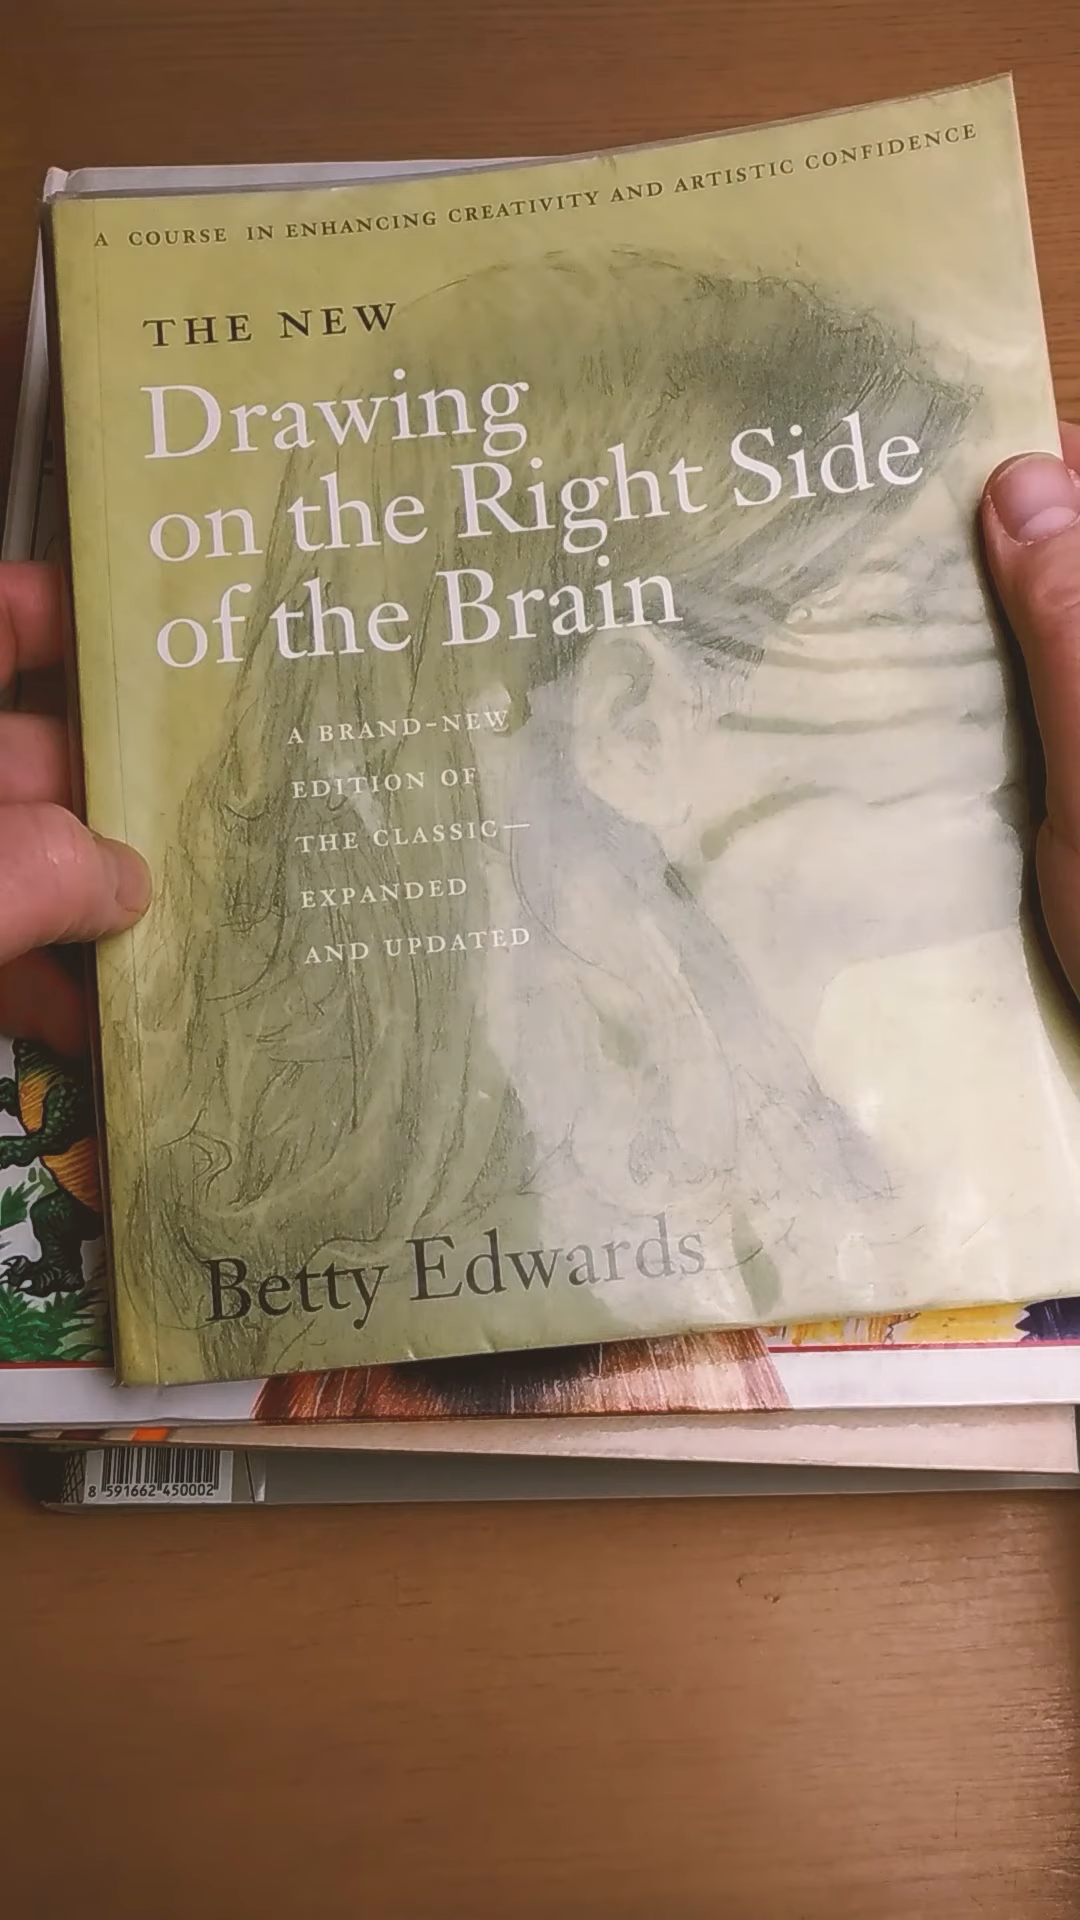 A COURSE IN ENHANCING CREATIVITY AND ARTISTIC CONFIDENCE
THE NEW
Drawing
on the Right Side
of the Brain
A BRAND-NEW
EDITION OF
THE CLASSIC—
EXPANDED
AND UPDATED
Betty Edwards
8 591662 450002